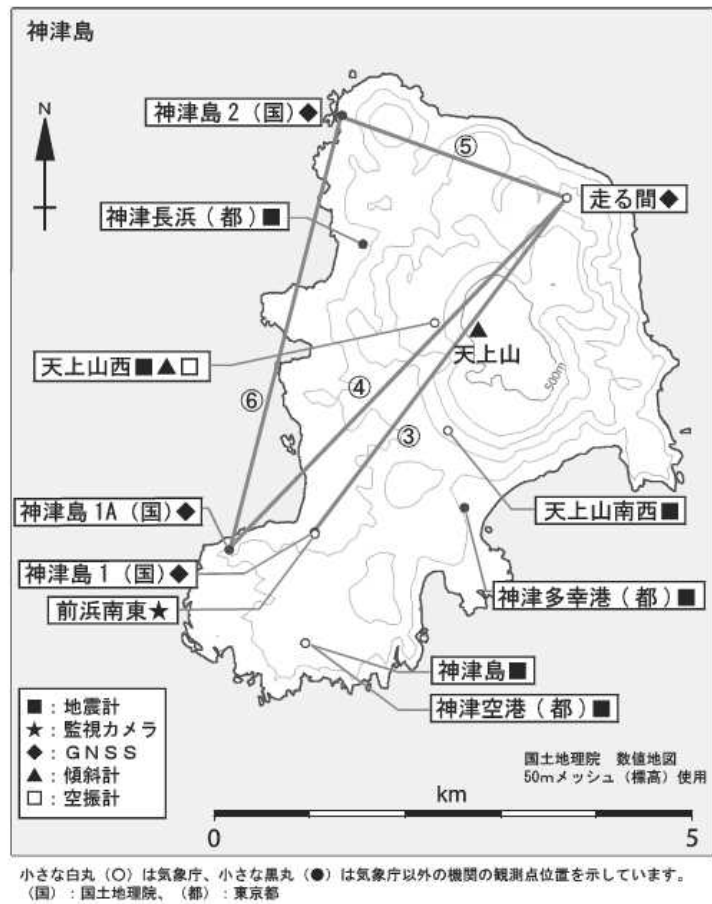 神津島
N
神津島 2 (国)◆
⑤
走る間◆
神津長浜(都)■
天上山西■▲□
天上山
500m
④
⑥
③
神津島 1A (国)◆
天上山南西■
神津島 1 (国)◆
前浜南東★
神津多幸港(都)■
神津島■
神津空港(都)■
■:地震計
★:監視カメラ
◆:GNSS
▲:傾斜計
□:空振計
国土地理院 数値地図
50mメッシュ(標高)使用
km
0 5
小さな白丸(○)は気象庁、小さな黒丸(●)は気象庁以外の機関の観測点位置を示しています。
(国):国土地理院、(都):東京都